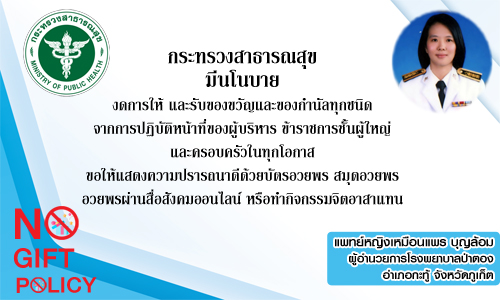 กระทรวงสาธารณสุข
MINISTRY OF PUBLIC HEALTH
กระทรวงสาธารณสุข
มีนโนบาย
งดการให้ และรับของขวัญและของกำนัลทุกชนิด
จากการปฏิบัติหน้าที่ของผู้บริหาร ข้าราชการชั้นผู้ใหญ่
และครอบครัวในทุกโอกาส
ขอให้แสดงความปรารถนาดีด้วยบัตรอวยพร สมุดอวยพร
อวยพรผ่านสื่อสังคมออนไลน์ หรือทำกิจกรรมจิตอาสาแทน
NO
GIFT
POLICY
แพทย์หญิงเหมือนแพร บุญล้อม
ผู้อำนวยการโรงพยาบาลป่าตอง
อำเภอกะทู้ จังหวัดภูเก็ต